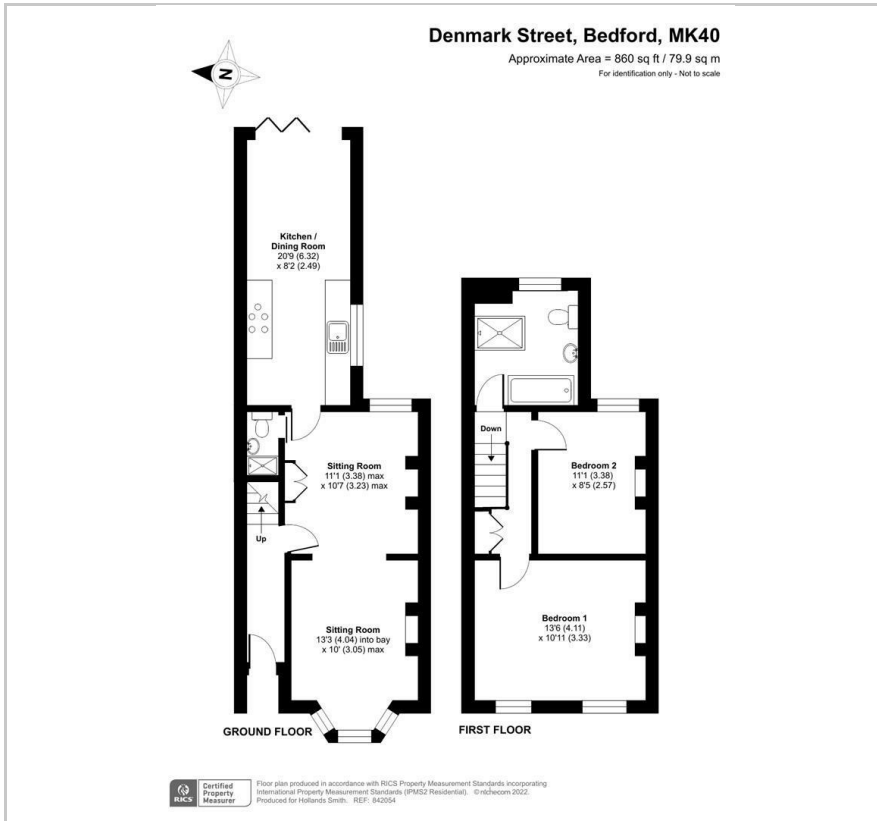 Denmark Street, Bedford, MK40
Approximate Area = 860 sq ft / 79.9 sq m
For identification only - Not to scale
N
Kitchen /
Dining Room
20'9 (6.32)
x 8'2 (2.49)
Sitting Room
11'1 (3.38) max
x 10'7 (3.23) max
Up
Sitting Room
13'3 (4.04) into bay
x 10' (3.05) max
GROUND FLOOR
Down
Bedroom 2
11'1 (3.38)
x 8'5 (2.57)
Bedroom 1
13'6 (4.11)
x 10'11 (3.33)
FIRST FLOOR
RICS
Certified
Property
Measurer
Floor plan produced in accordance with RICS Property Measurement Standards incorporating
International Property Measurement Standards (IPMS2 Residential). © nichecom 2022.
Produced for Hollands Smith. REF: 842054